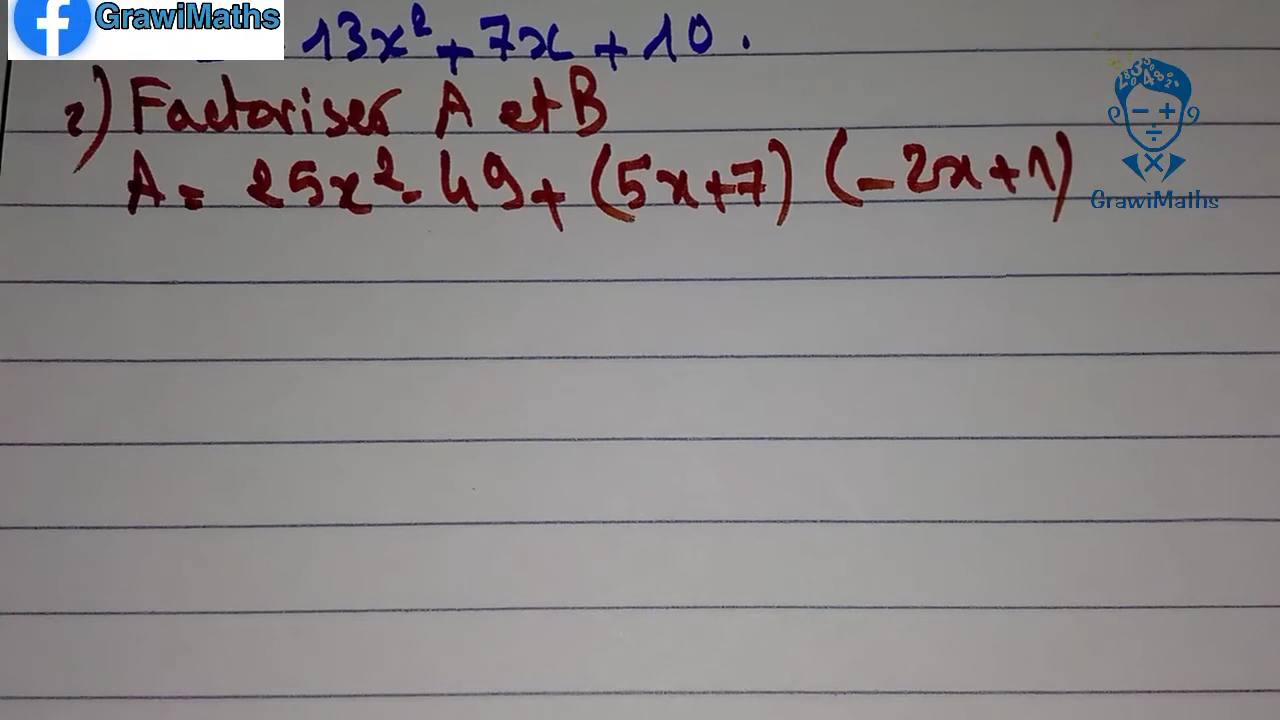 GrawiMaths
13x² + 7x + 10.
2) Factoriser A et B
A = 25x² - 49 + (5x+7) (-2x+1)
GrawiMaths